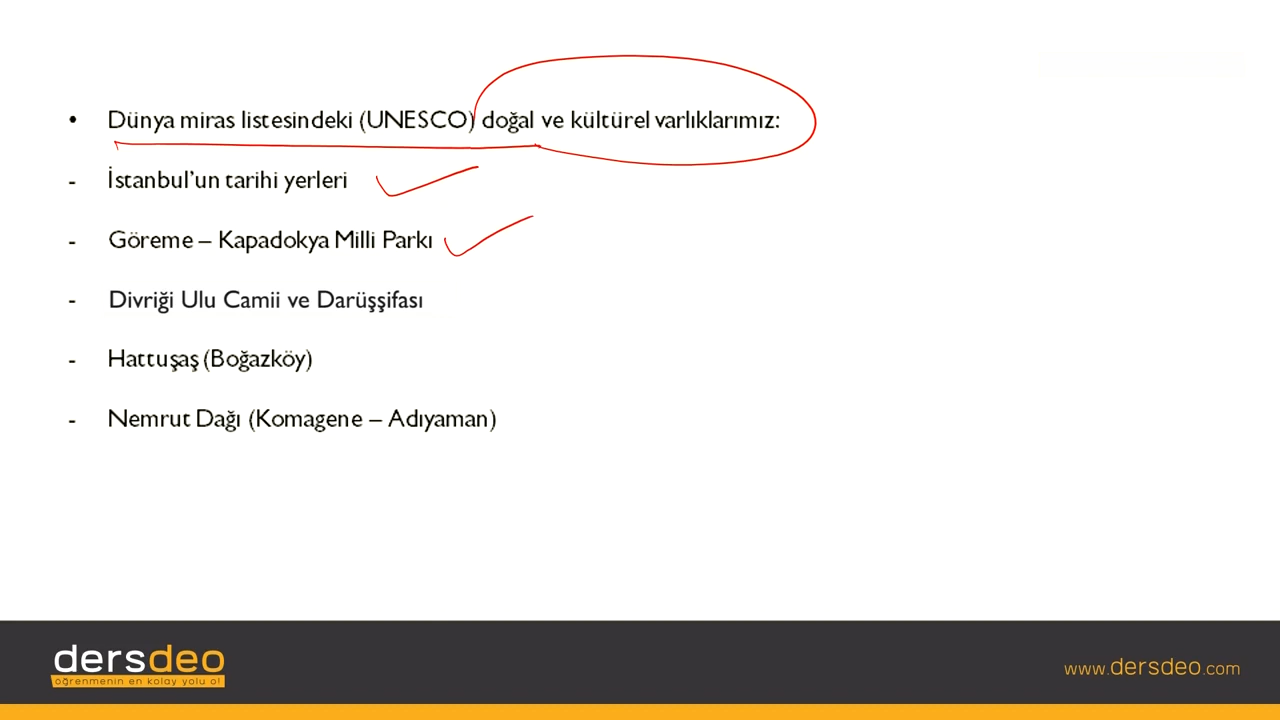 • Dünya miras listesindeki (UNESCO) doğal ve kültürel varlıklarımız:
- İstanbul'un tarihi yerleri
- Göreme – Kapadokya Milli Parkı
- Divriği Ulu Camii ve Darüşşifası
- Hattuşaş (Boğazköy)
- Nemrut Dağı (Komagene – Adıyaman)
dersdeo
öğrenmenin en kolay yolu o!
www.dersdeo.com